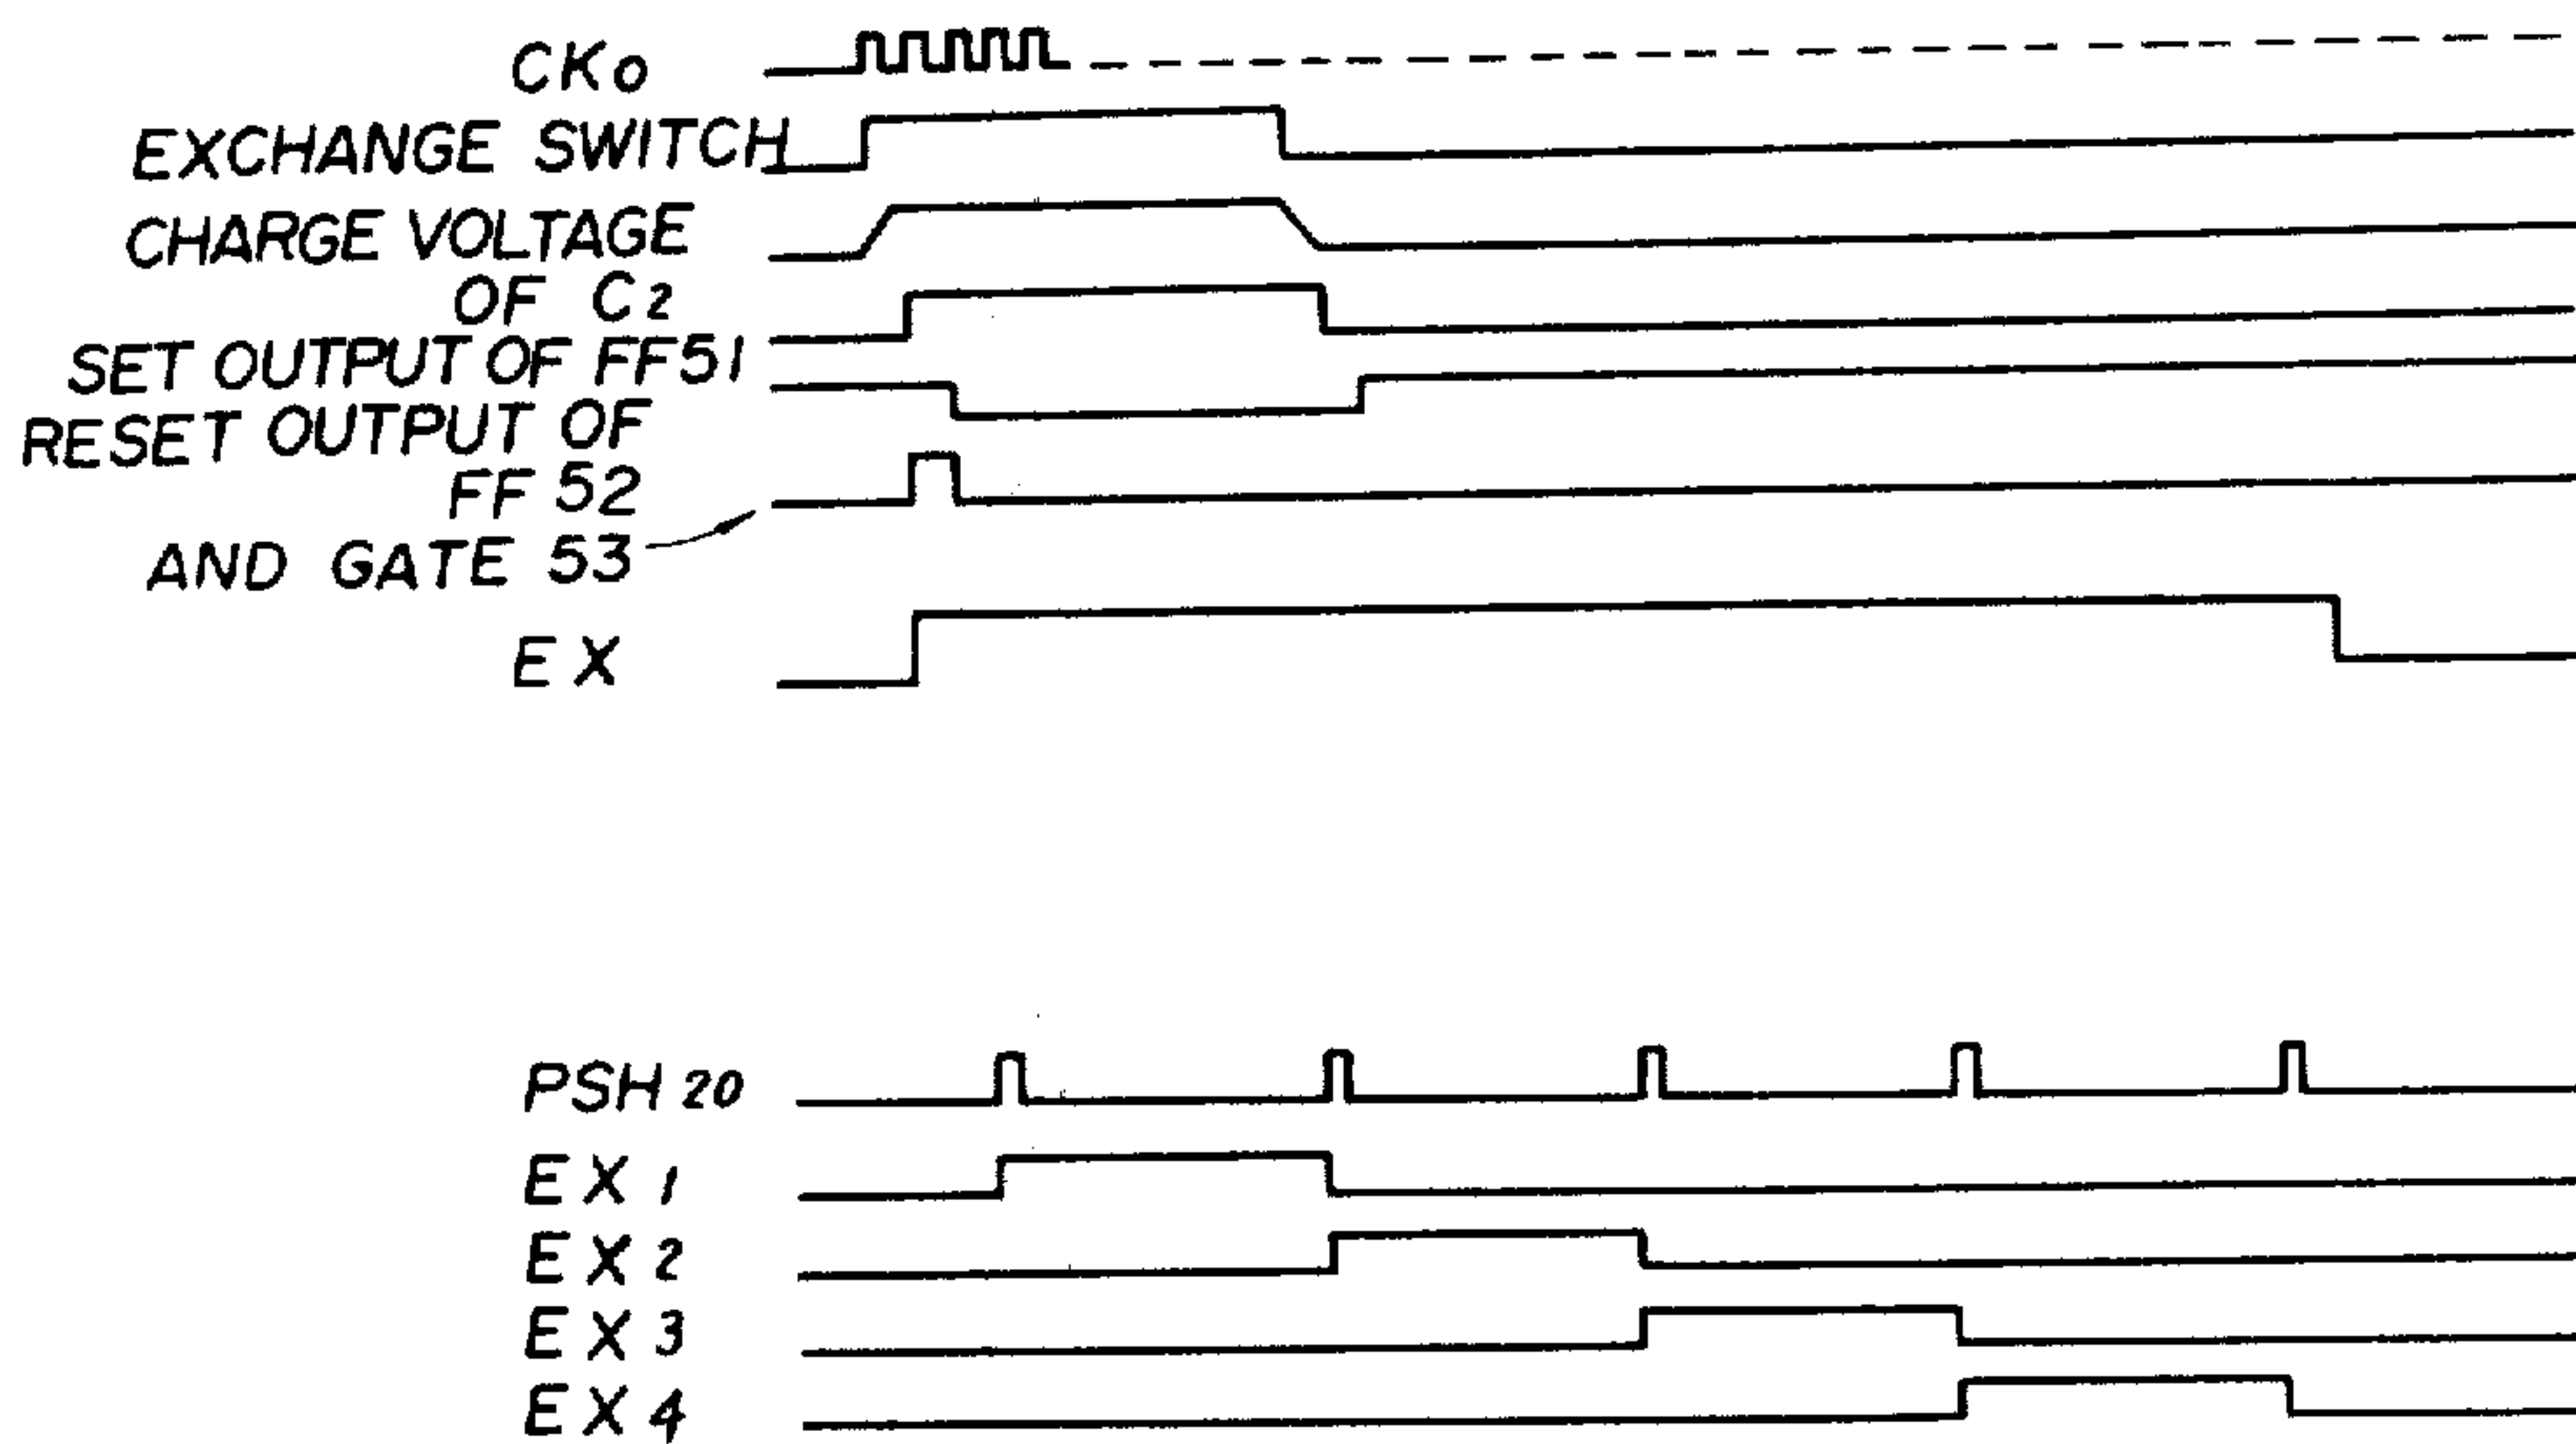 CKo
EXCHANGE SWITCH
CHARGE VOLTAGE
OF C2
SET OUTPUT OF FF51
RESET OUTPUT OF
FF 52
AND GATE 53
EX
PSH 20
EX 1
EX 2
EX 3
EX 4